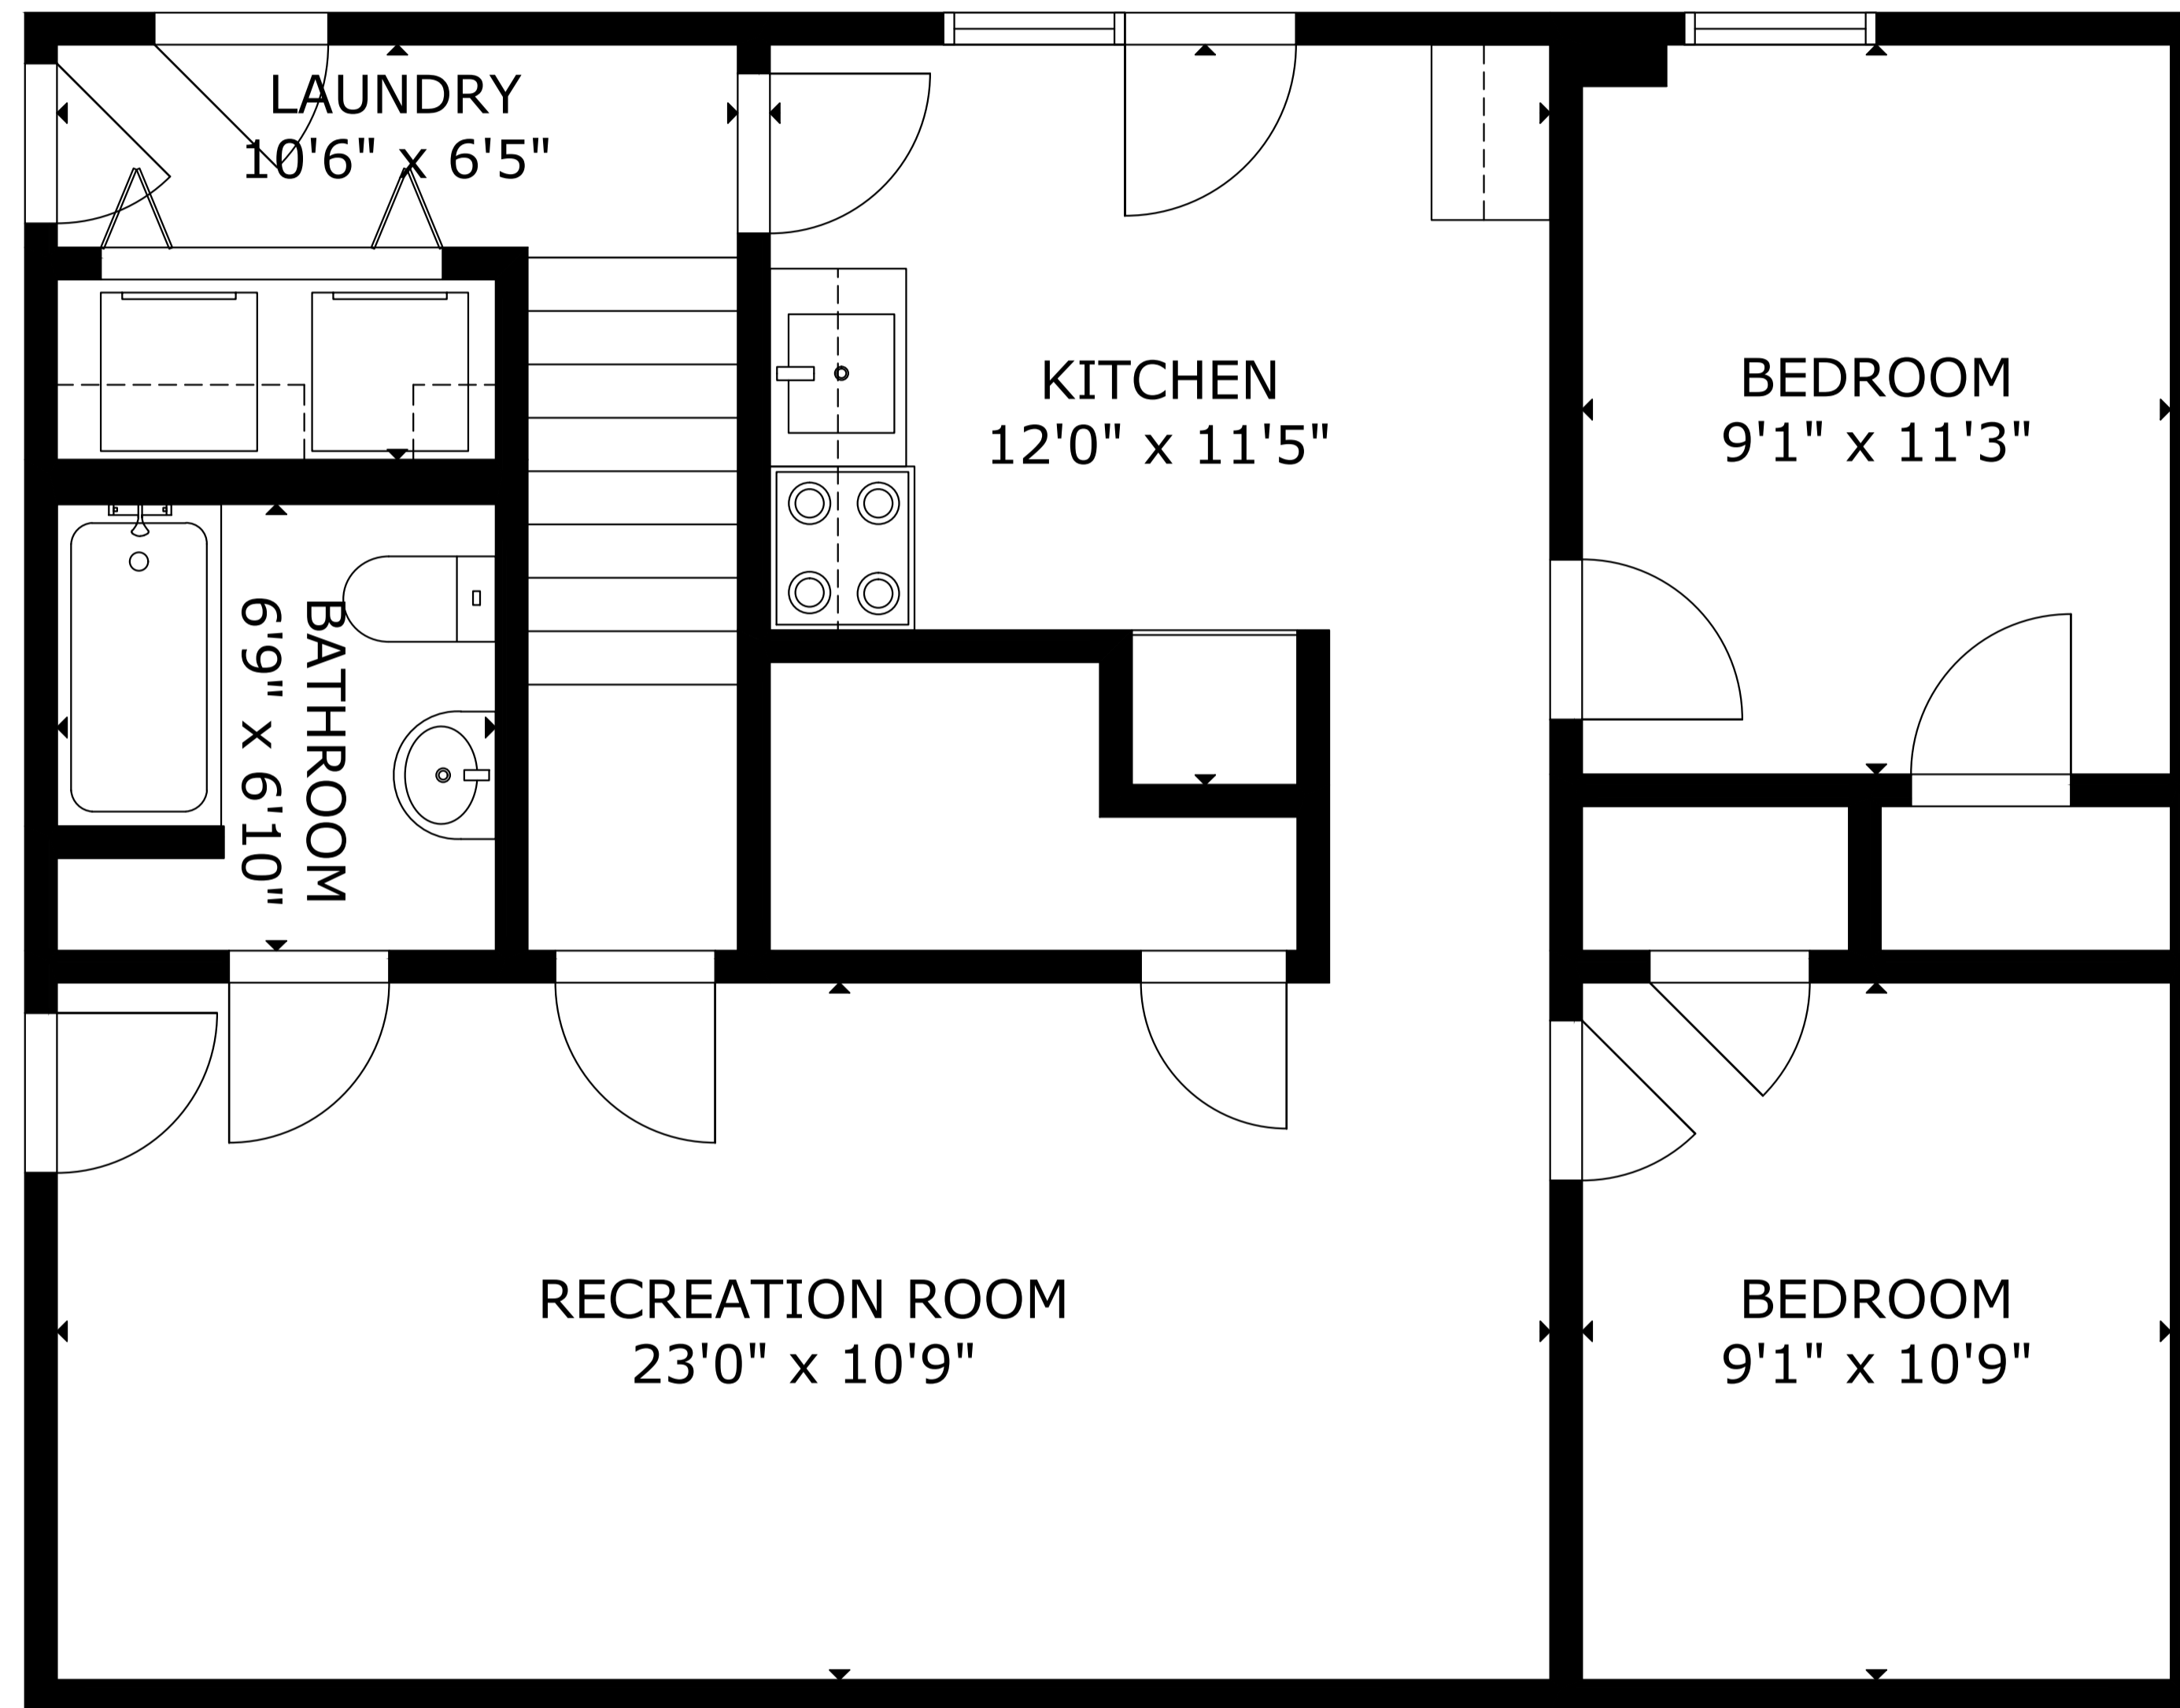 LAUNDRY
10'6" x 6'5"
KITCHEN
12'0" x 11'5"
BEDROOM
9'1" x 11'3"
BATHROOM
6'9" x 6'10"
RECREATION ROOM
23'0" x 10'9"
BEDROOM
9'1" x 10'9"